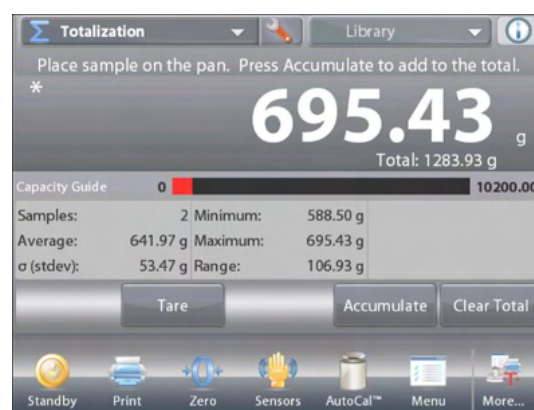 Σ Totalization Library
Place sample on the pan. Press Accumulate to add to the total.
*
695.43 g
Total: 1283.93 g
Capacity Guide 0 10200.00
Samples: 2 Minimum: 588.50 g
Average: 641.97 g Maximum: 695.43 g
σ (stdev): 53.47 g Range: 106.93 g
Tare Accumulate Clear Total
Standby Print Zero Sensors AutoCal™ Menu More...